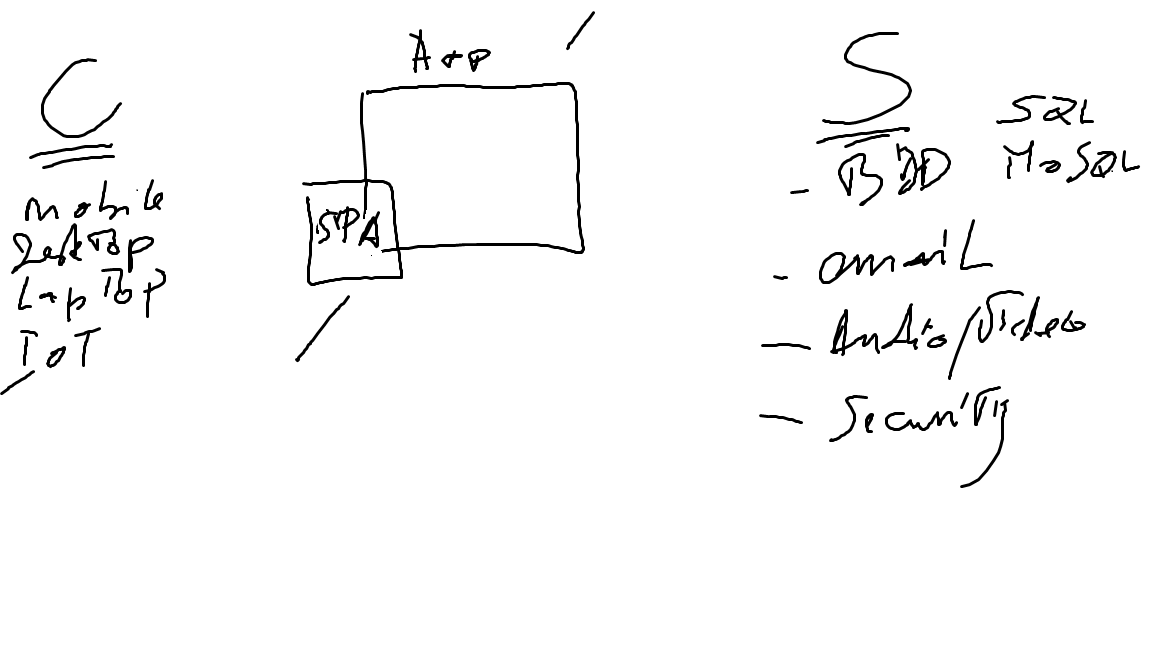 C
mobile
DeskTop
LapTop
IoT
App
SPA
S
- BDD
SQL
NoSQL
- email
- Audio/Video
- Security